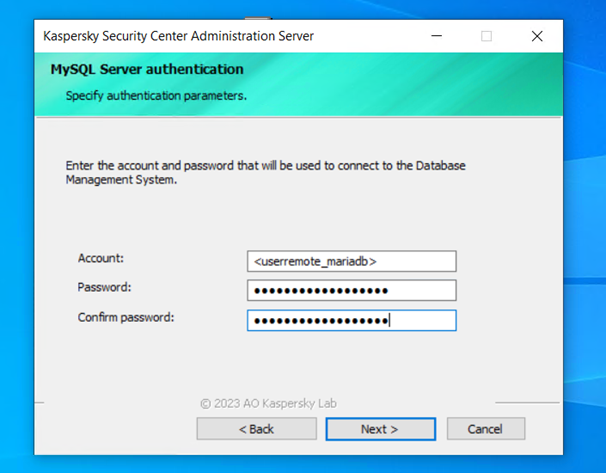 Kaspersky Security Center Administration Server
MySQL Server authentication
Specify authentication parameters.
Enter the account and password that will be used to connect to the Database
Management System.
Account:
<userremote_mariadb>
Password:
••••••••••••••••••
Confirm password:
••••••••••••••••••
© 2023 AO Kaspersky Lab
< Back
Next >
Cancel